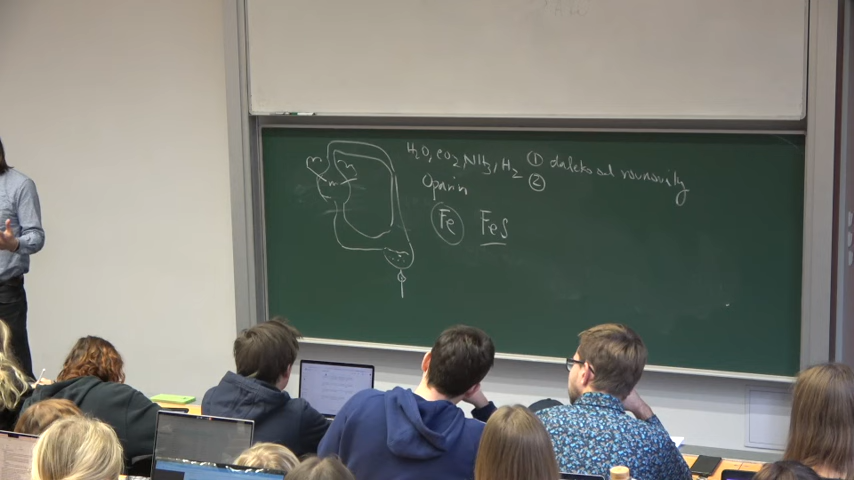 H₂O, CO₂, NH₃, H₂ ① daleko od rovnováhy
Oparin ②
Fe FeS